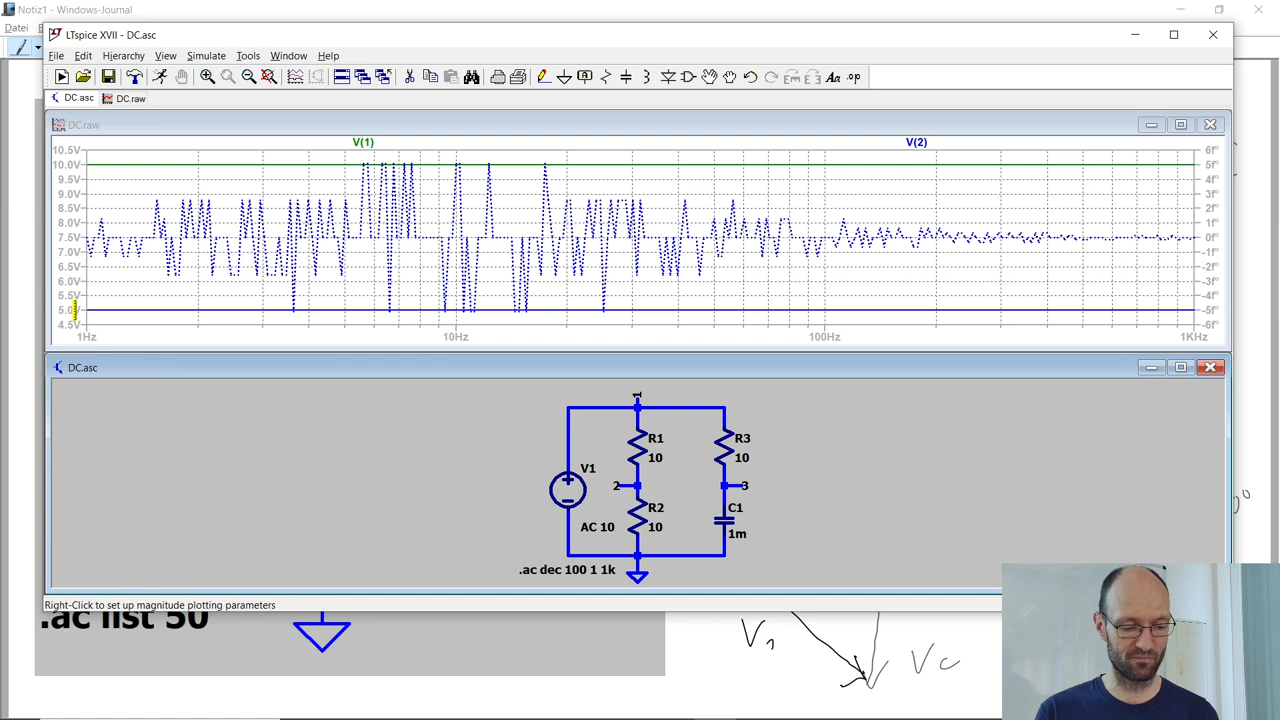 Notiz1 - Windows-Journal
Datei
LTspice XVII - DC.asc
File Edit Hierarchy View Simulate Tools Window Help
DC.asc DC.raw
DC.raw
V(1) V(2)
10.5V 6f°
10.0V 5f°
9.5V 4f°
9.0V 3f°
8.5V 2f°
8.0V 1f°
7.5V 0f°
7.0V -1f°
6.5V -2f°
6.0V -3f°
5.5V -4f°
5.0V -5f°
4.5V -6f°
1Hz 10Hz 100Hz 1KHz
DC.asc
1
R1 R3
10 10
V1
2 3
R2 C1
AC 10 10 1m
.ac dec 100 1 1k
Right-Click to set up magnitude plotting parameters
.ac list 50
V1 Vc